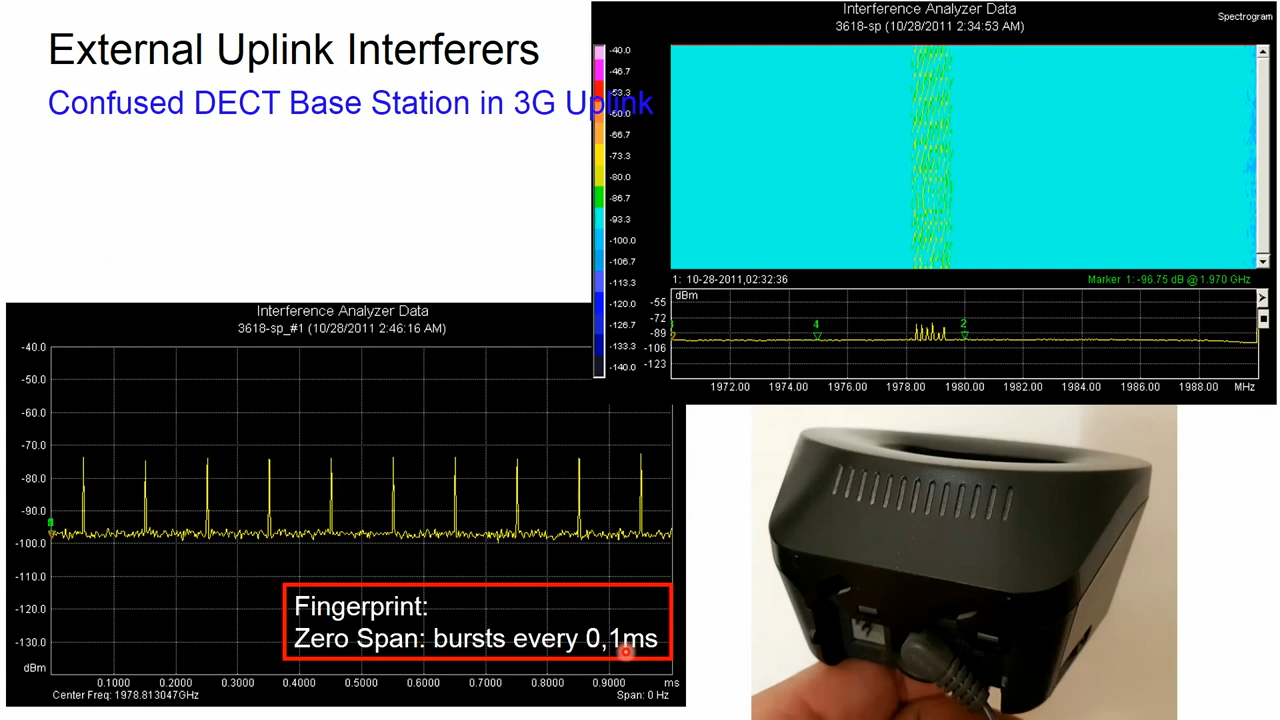 External Uplink Interferers
Confused DECT Base Station in 3G Uplink
Interference Analyzer Data
3618-sp (10/28/2011 2:34:53 AM)
Spectrogram
-40.0
-46.7
-53.3
-60.0
-66.7
-73.3
-80.0
-86.7
-93.3
-100.0
-106.7
-113.3
-120.0
-126.7
-133.3
-140.0
1: 10-28-2011,02:32:36
Marker 1: -96.75 dB @ 1.970 GHz
dBm
-55
-72
-89
-106
-123
4
2
1972.00 1974.00 1976.00 1978.00 1980.00 1982.00 1984.00 1986.00 1988.00 MHz
Interference Analyzer Data
3618-sp_#1 (10/28/2011 2:46:16 AM)
-40.0
-50.0
-60.0
-70.0
-80.0
-90.0
-100.0
-110.0
-120.0
-130.0
dBm
Fingerprint:
Zero Span: bursts every 0,1ms
0.1000 0.2000 0.3000 0.4000 0.5000 0.6000 0.7000 0.8000 0.9000 ms
Center Freq: 1978.813047GHz
Span: 0 Hz